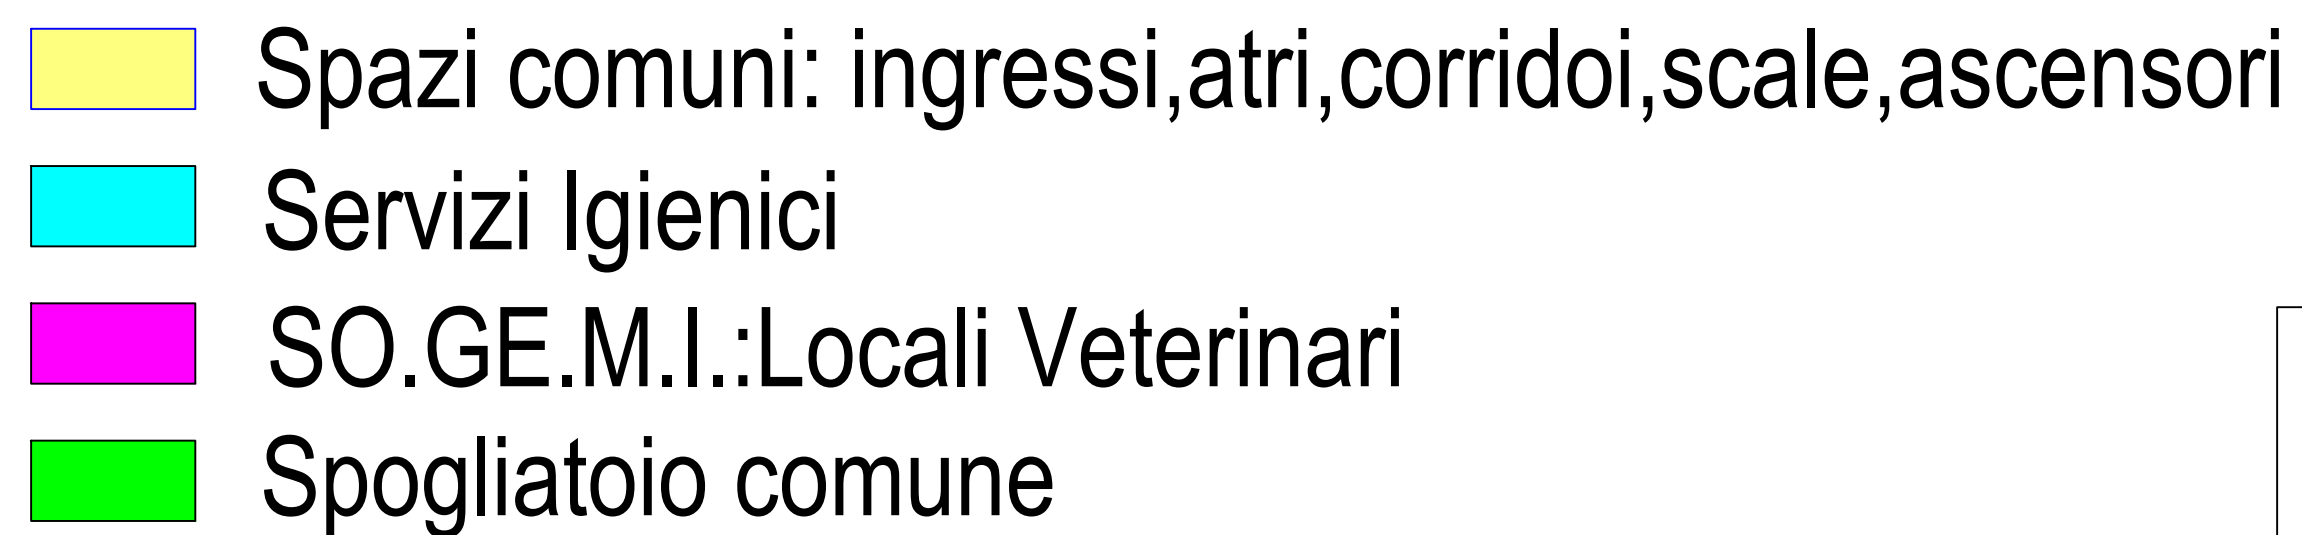 Spazi comuni: ingressi,atri,corridoi,scale,ascensori
Servizi Igienici
SO.GE.M.I.:Locali Veterinari
Spogliatoio comune